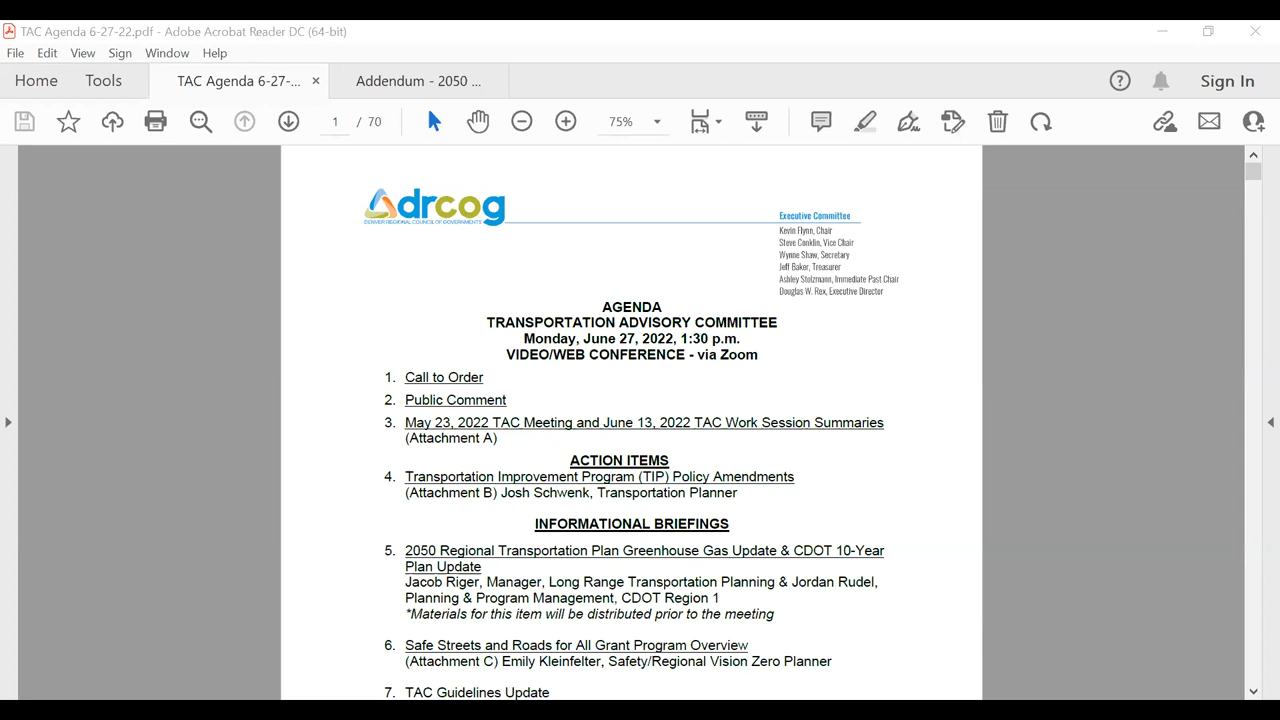 TAC Agenda 6-27-22.pdf - Adobe Acrobat Reader DC (64-bit)
File Edit View Sign Window Help
Home Tools TAC Agenda 6-27-... × Addendum - 2050 ... Sign In
1 / 70 75%
drcog
DENVER REGIONAL COUNCIL OF GOVERNMENTS
Executive Committee
Kevin Flynn, Chair
Steve Conklin, Vice Chair
Wynne Shaw, Secretary
Jeff Baker, Treasurer
Ashley Stolzmann, Immediate Past Chair
Douglas W. Rex, Executive Director
AGENDA
TRANSPORTATION ADVISORY COMMITTEE
Monday, June 27, 2022, 1:30 p.m.
VIDEO/WEB CONFERENCE - via Zoom
1. Call to Order
2. Public Comment
3. May 23, 2022 TAC Meeting and June 13, 2022 TAC Work Session Summaries
(Attachment A)
ACTION ITEMS
4. Transportation Improvement Program (TIP) Policy Amendments
(Attachment B) Josh Schwenk, Transportation Planner
INFORMATIONAL BRIEFINGS
5. 2050 Regional Transportation Plan Greenhouse Gas Update & CDOT 10-Year
Plan Update
Jacob Riger, Manager, Long Range Transportation Planning & Jordan Rudel,
Planning & Program Management, CDOT Region 1
*Materials for this item will be distributed prior to the meeting
6. Safe Streets and Roads for All Grant Program Overview
(Attachment C) Emily Kleinfelter, Safety/Regional Vision Zero Planner
7. TAC Guidelines Update